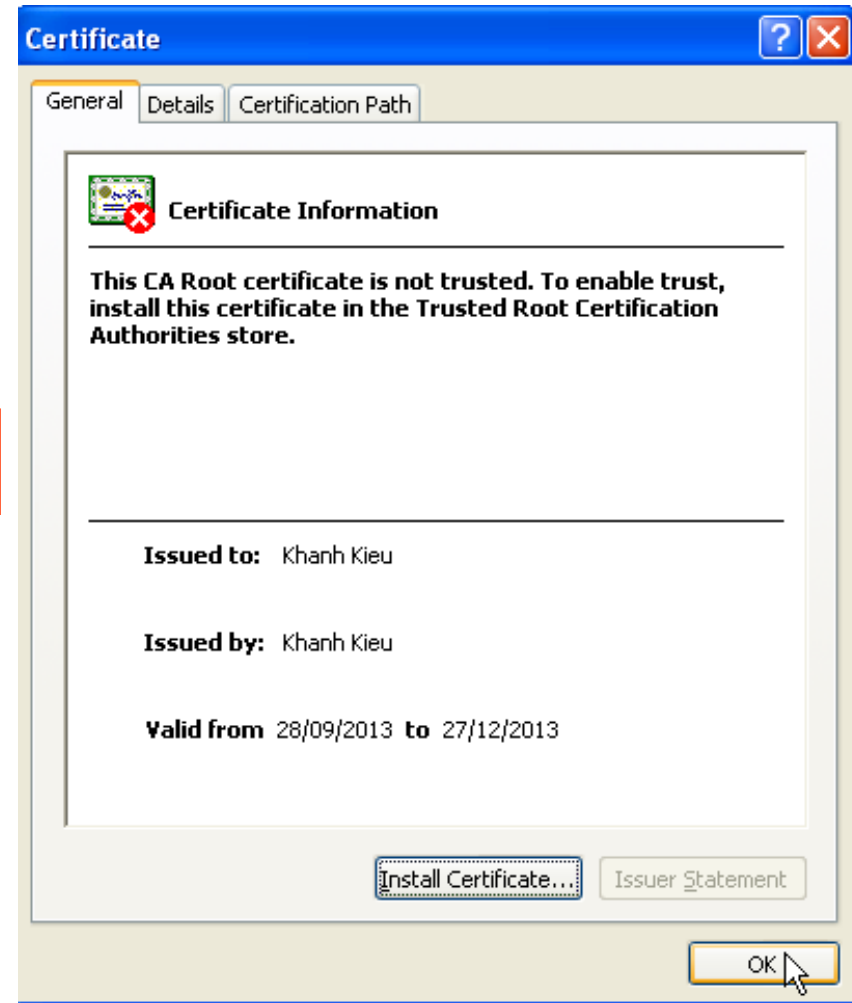 Certificate
General Details Certification Path
Certificate Information
This CA Root certificate is not trusted. To enable trust,
install this certificate in the Trusted Root Certification
Authorities store.
Issued to: Khanh Kieu
Issued by: Khanh Kieu
Valid from 28/09/2013 to 27/12/2013
Install Certificate... Issuer Statement
OK